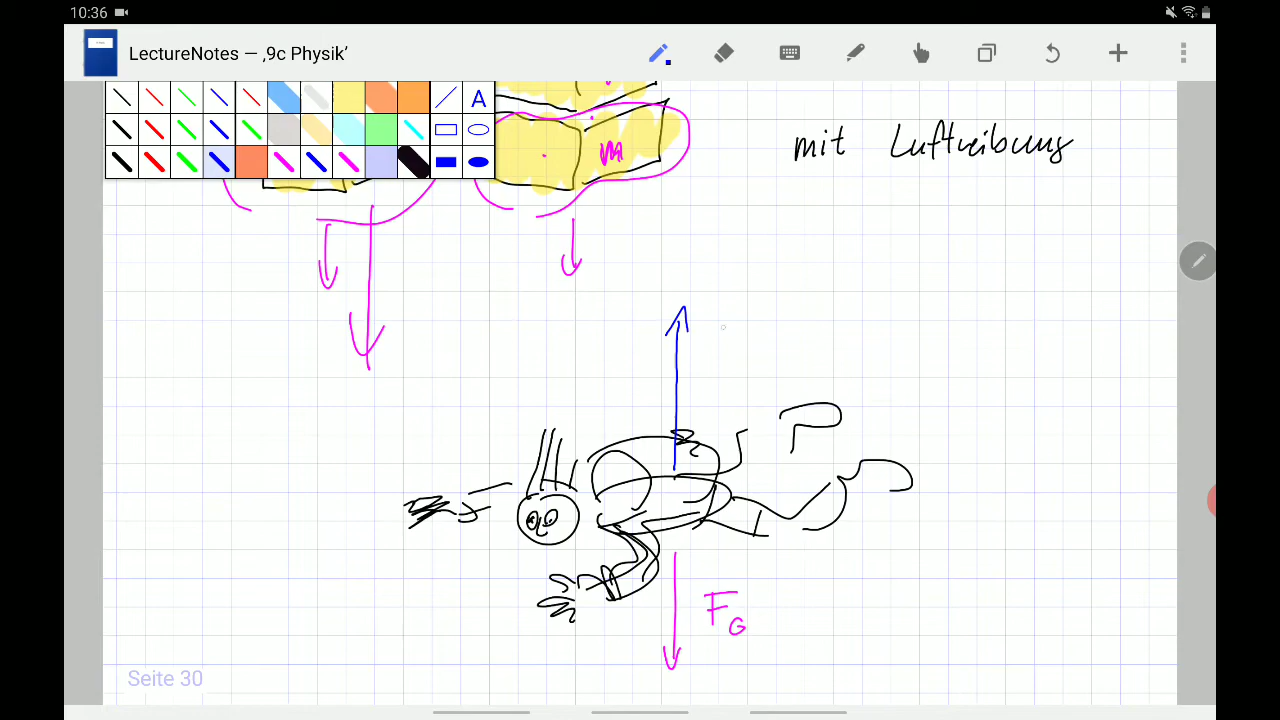 10:36
LectureNotes – ‚9c Physik’
A
m
mit Luftreibung
F_G
Seite 30